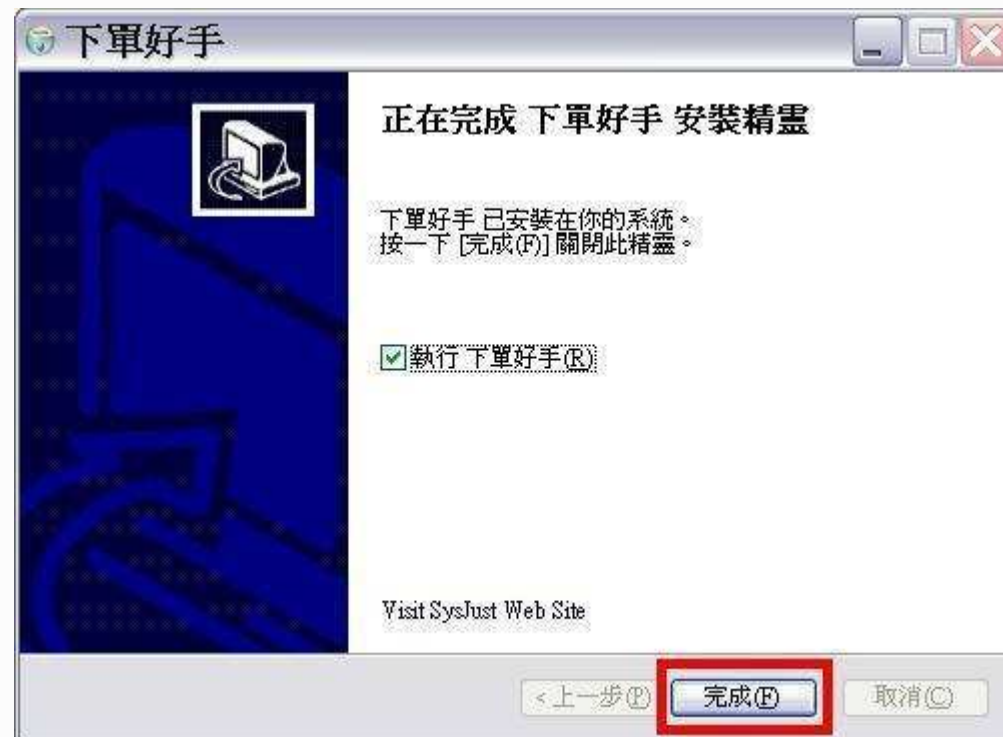 下單好手
正在完成 下單好手 安裝精靈
下單好手 已安裝在你的系統。
按一下 [完成(F)] 關閉此精靈。
執行 下單好手(R)
Visit SysJust Web Site
<上一步(P)
完成(F)
取消(C)